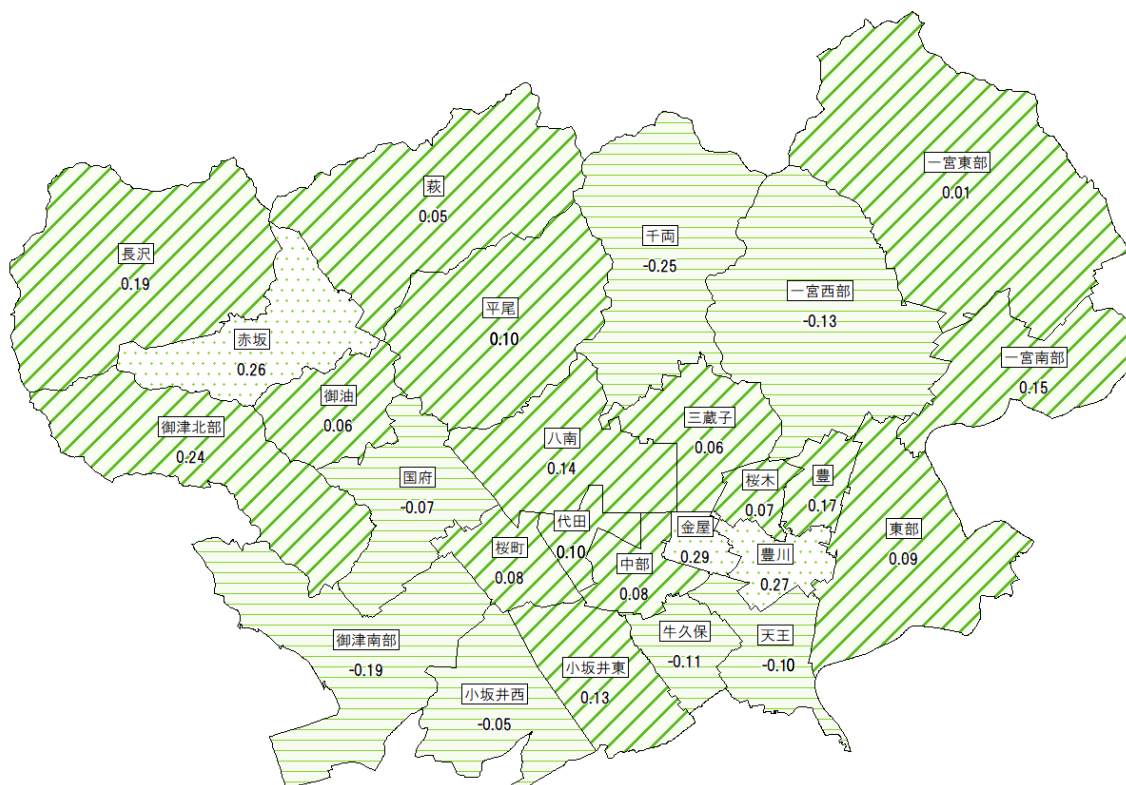 一宮東部
0.01
萩
0.05
千両
-0.25
長沢
0.19
一宮西部
-0.13
平尾
0.10
赤坂
0.26
一宮南部
0.15
御油
0.06
三蔵子
0.06
御津北部
0.24
八南
0.14
国府
-0.07
桜木
0.07
豊
0.17
代田
0.10
金屋
0.29
東部
0.09
桜町
0.08
中部
0.08
豊川
0.27
御津南部
-0.19
牛久保
-0.11
天王
-0.10
小坂井東
0.13
小坂井西
-0.05